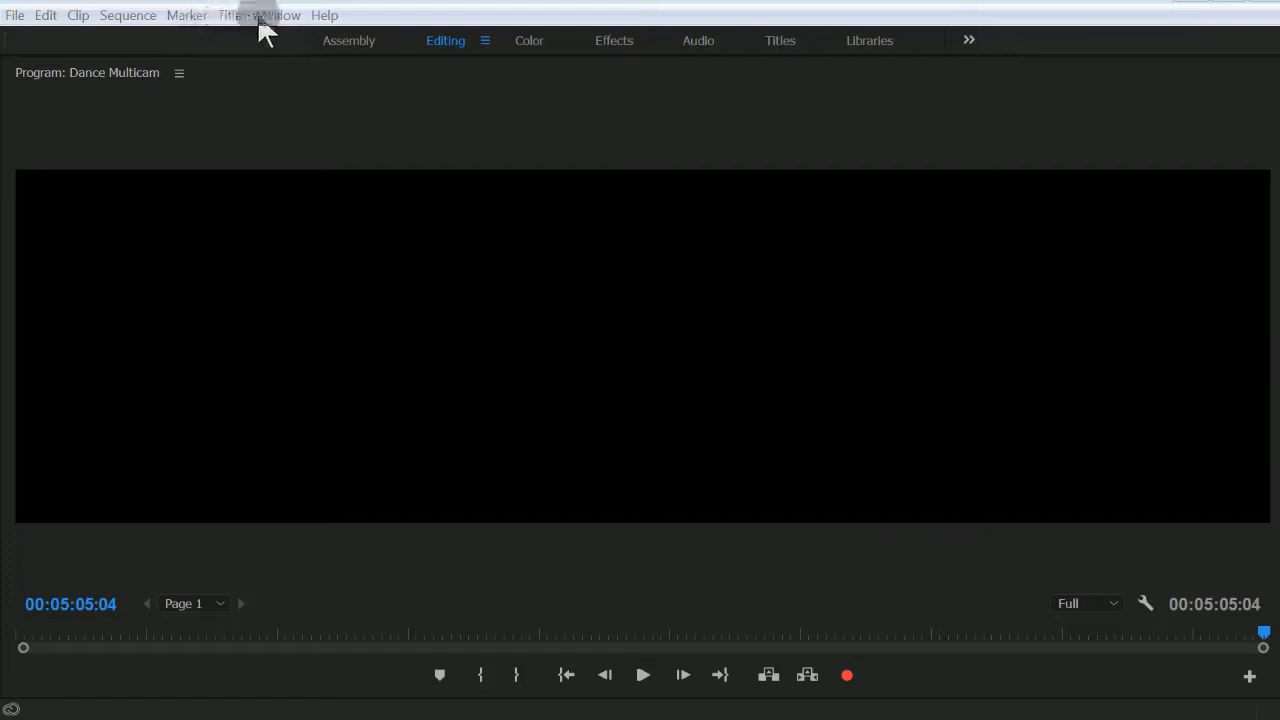 File Edit Clip Sequence Marker Title Window Help
Assembly Editing Color Effects Audio Titles Libraries
Program: Dance Multicam
00:05:05:04 Page 1 Full 00:05:05:04